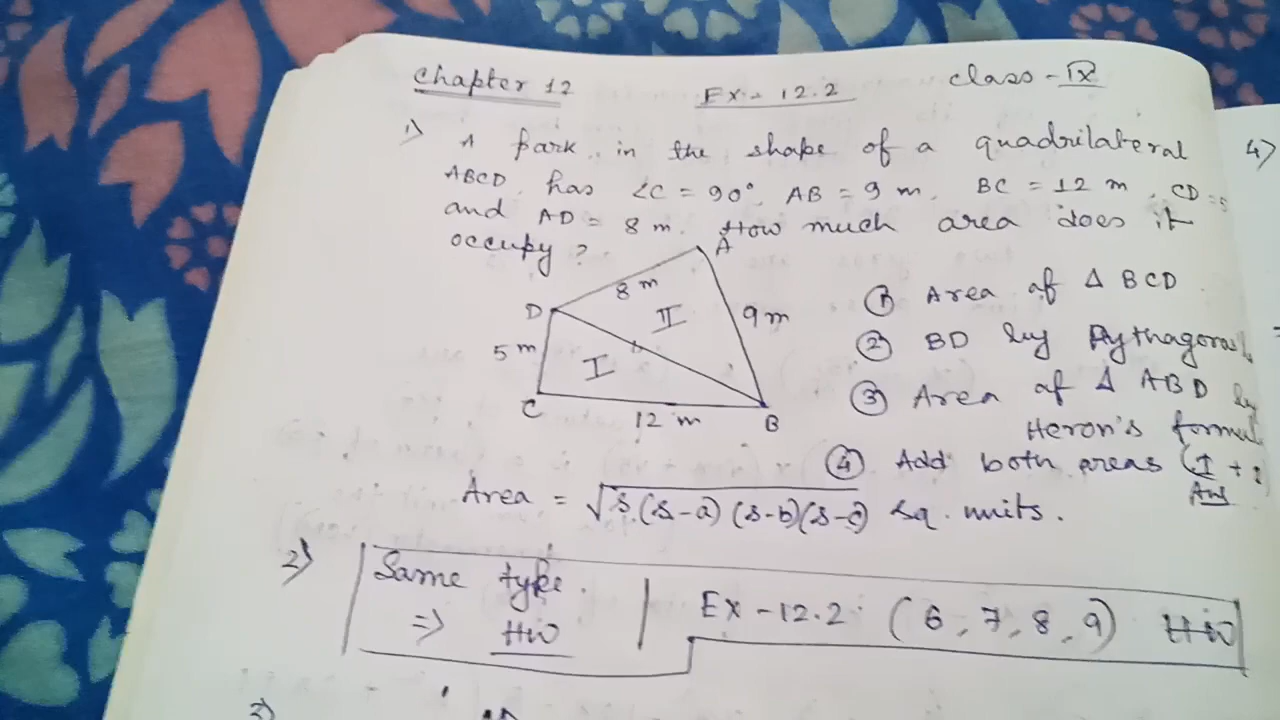 Chapter 12 Ex - 12.2 Class - IX
1) A park, in the shape of a quadrilateral
ABCD, has ∠C = 90°, AB = 9 m, BC = 12 m, CD = 5
and AD = 8 m. How much area does it
occupy?
A
8 m
D
II
9 m
5 m
I
C
12 m
B
① Area of Δ BCD
② BD by Pythagoras
③ Area of Δ ABD by
Heron's formul
④ Add both areas (I +
Ans
Area = √s(s-a)(s-b)(s-c) sq. units.
2) Same type.
⇒ HW
Ex - 12.2 (6, 7, 8, 9) HW
3)
4)